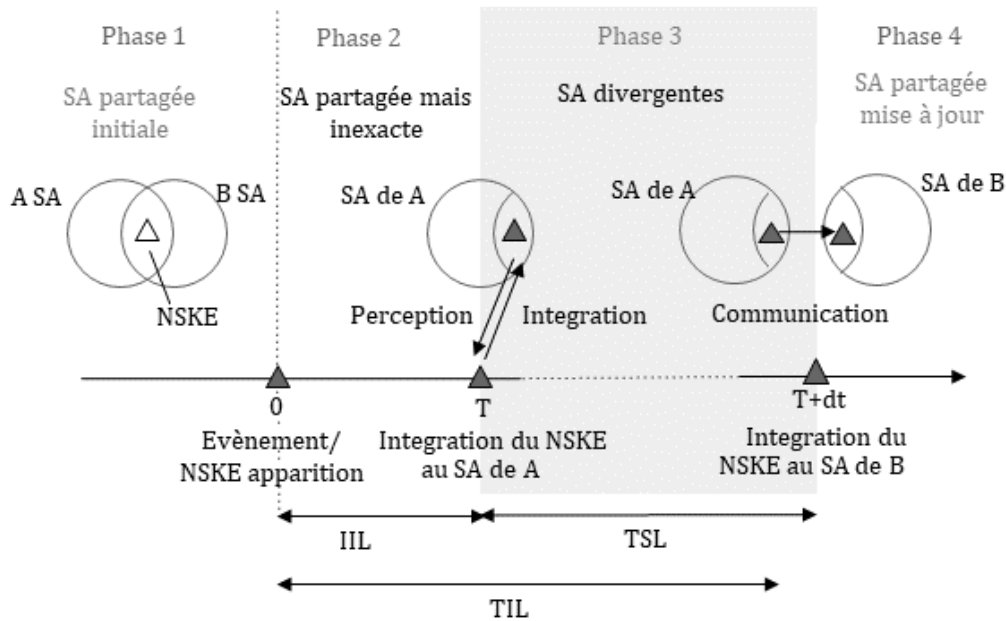 Phase 1
Phase 2
Phase 3
Phase 4
SA partagée
initiale
SA partagée mais
inexacte
SA divergentes
SA partagée
mise à jour
A SA
B SA
SA de A
SA de A
SA de B
NSKE
Perception
Integration
Communication
0
T
T+dt
Evènement/
NSKE apparition
Integration du NSKE
au SA de A
Integration du
NSKE au SA de B
IIL
TSL
TIL